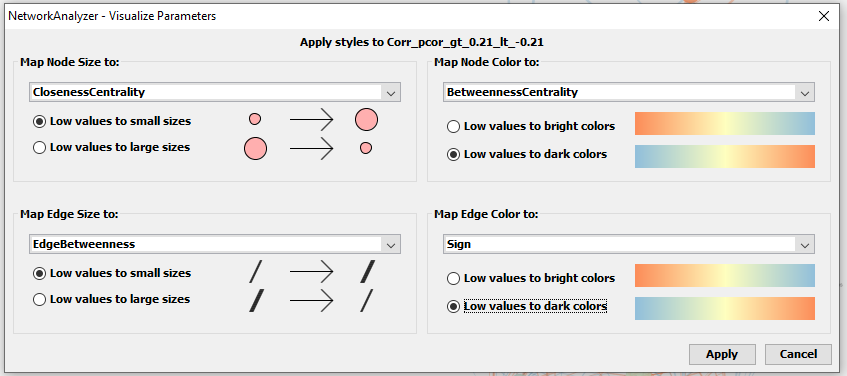 NetworkAnalyzer - Visualize Parameters
Apply styles to Corr_pcor_gt_0.21_lt_-0.21
Map Node Size to:
ClosenessCentrality
Low values to small sizes
Low values to large sizes
Map Node Color to:
BetweennessCentrality
Low values to bright colors
Low values to dark colors
Map Edge Size to:
EdgeBetweenness
Low values to small sizes
Low values to large sizes
Map Edge Color to:
Sign
Low values to bright colors
Low values to dark colors
Apply
Cancel